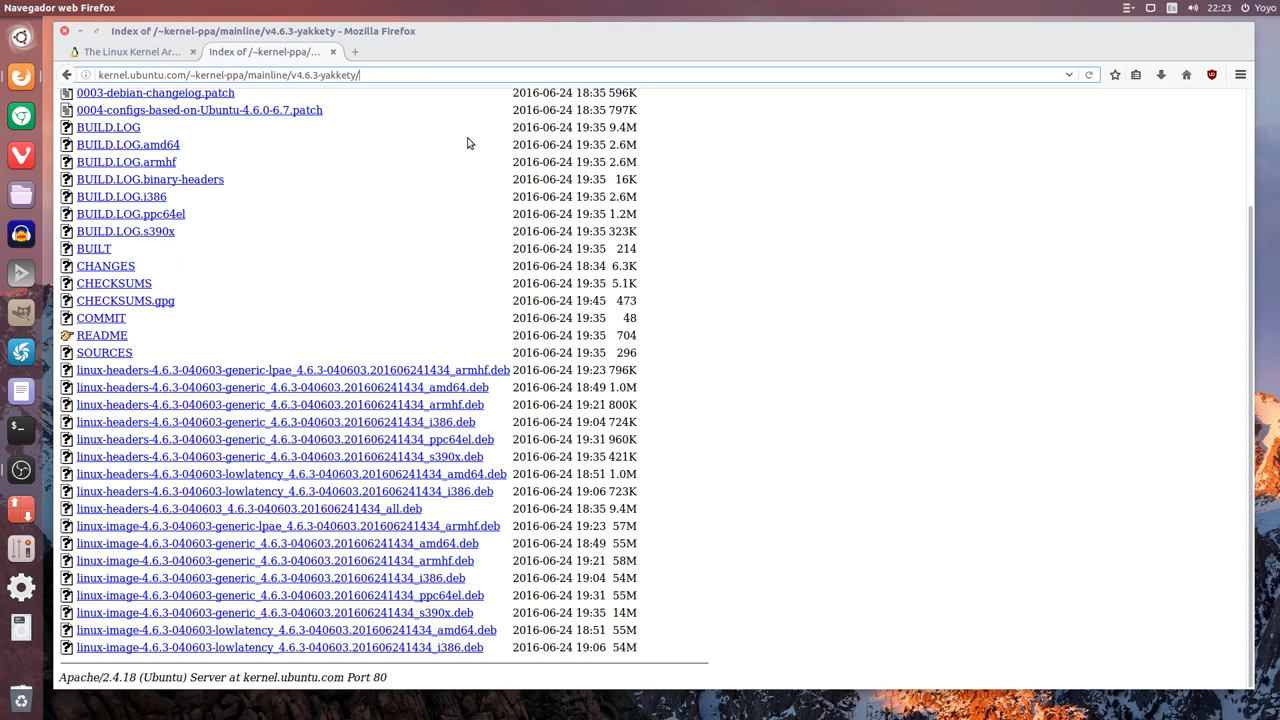 Navegador web Firefox
Es
22:23
Yoyo
Index of /~kernel-ppa/mainline/v4.6.3-yakkety - Mozilla Firefox
The Linux Kernel Ar...
Index of /~kernel-ppa/...
kernel.ubuntu.com/~kernel-ppa/mainline/v4.6.3-yakkety/
0003-debian-changelog.patch 2016-06-24 18:35 596K
0004-configs-based-on-Ubuntu-4.6.0-6.7.patch 2016-06-24 18:35 797K
BUILD.LOG 2016-06-24 19:35 9.4M
BUILD.LOG.amd64 2016-06-24 19:35 2.6M
BUILD.LOG.armhf 2016-06-24 19:35 2.6M
BUILD.LOG.binary-headers 2016-06-24 19:35 16K
BUILD.LOG.i386 2016-06-24 19:35 2.6M
BUILD.LOG.ppc64el 2016-06-24 19:35 1.2M
BUILD.LOG.s390x 2016-06-24 19:35 323K
BUILT 2016-06-24 19:35 214
CHANGES 2016-06-24 18:34 6.3K
CHECKSUMS 2016-06-24 19:35 5.1K
CHECKSUMS.gpg 2016-06-24 19:45 473
COMMIT 2016-06-24 19:35 48
README 2016-06-24 19:35 704
SOURCES 2016-06-24 19:35 296
linux-headers-4.6.3-040603-generic-lpae_4.6.3-040603.201606241434_armhf.deb 2016-06-24 19:23 796K
linux-headers-4.6.3-040603-generic_4.6.3-040603.201606241434_amd64.deb 2016-06-24 18:49 1.0M
linux-headers-4.6.3-040603-generic_4.6.3-040603.201606241434_armhf.deb 2016-06-24 19:21 800K
linux-headers-4.6.3-040603-generic_4.6.3-040603.201606241434_i386.deb 2016-06-24 19:04 724K
linux-headers-4.6.3-040603-generic_4.6.3-040603.201606241434_ppc64el.deb 2016-06-24 19:31 960K
linux-headers-4.6.3-040603-generic_4.6.3-040603.201606241434_s390x.deb 2016-06-24 19:35 421K
linux-headers-4.6.3-040603-lowlatency_4.6.3-040603.201606241434_amd64.deb 2016-06-24 18:51 1.0M
linux-headers-4.6.3-040603-lowlatency_4.6.3-040603.201606241434_i386.deb 2016-06-24 19:06 723K
linux-headers-4.6.3-040603_4.6.3-040603.201606241434_all.deb 2016-06-24 18:35 9.4M
linux-image-4.6.3-040603-generic-lpae_4.6.3-040603.201606241434_armhf.deb 2016-06-24 19:23 57M
linux-image-4.6.3-040603-generic_4.6.3-040603.201606241434_amd64.deb 2016-06-24 18:49 55M
linux-image-4.6.3-040603-generic_4.6.3-040603.201606241434_armhf.deb 2016-06-24 19:21 58M
linux-image-4.6.3-040603-generic_4.6.3-040603.201606241434_i386.deb 2016-06-24 19:04 54M
linux-image-4.6.3-040603-generic_4.6.3-040603.201606241434_ppc64el.deb 2016-06-24 19:31 55M
linux-image-4.6.3-040603-generic_4.6.3-040603.201606241434_s390x.deb 2016-06-24 19:35 14M
linux-image-4.6.3-040603-lowlatency_4.6.3-040603.201606241434_amd64.deb 2016-06-24 18:51 55M
linux-image-4.6.3-040603-lowlatency_4.6.3-040603.201606241434_i386.deb 2016-06-24 19:06 54M
Apache/2.4.18 (Ubuntu) Server at kernel.ubuntu.com Port 80